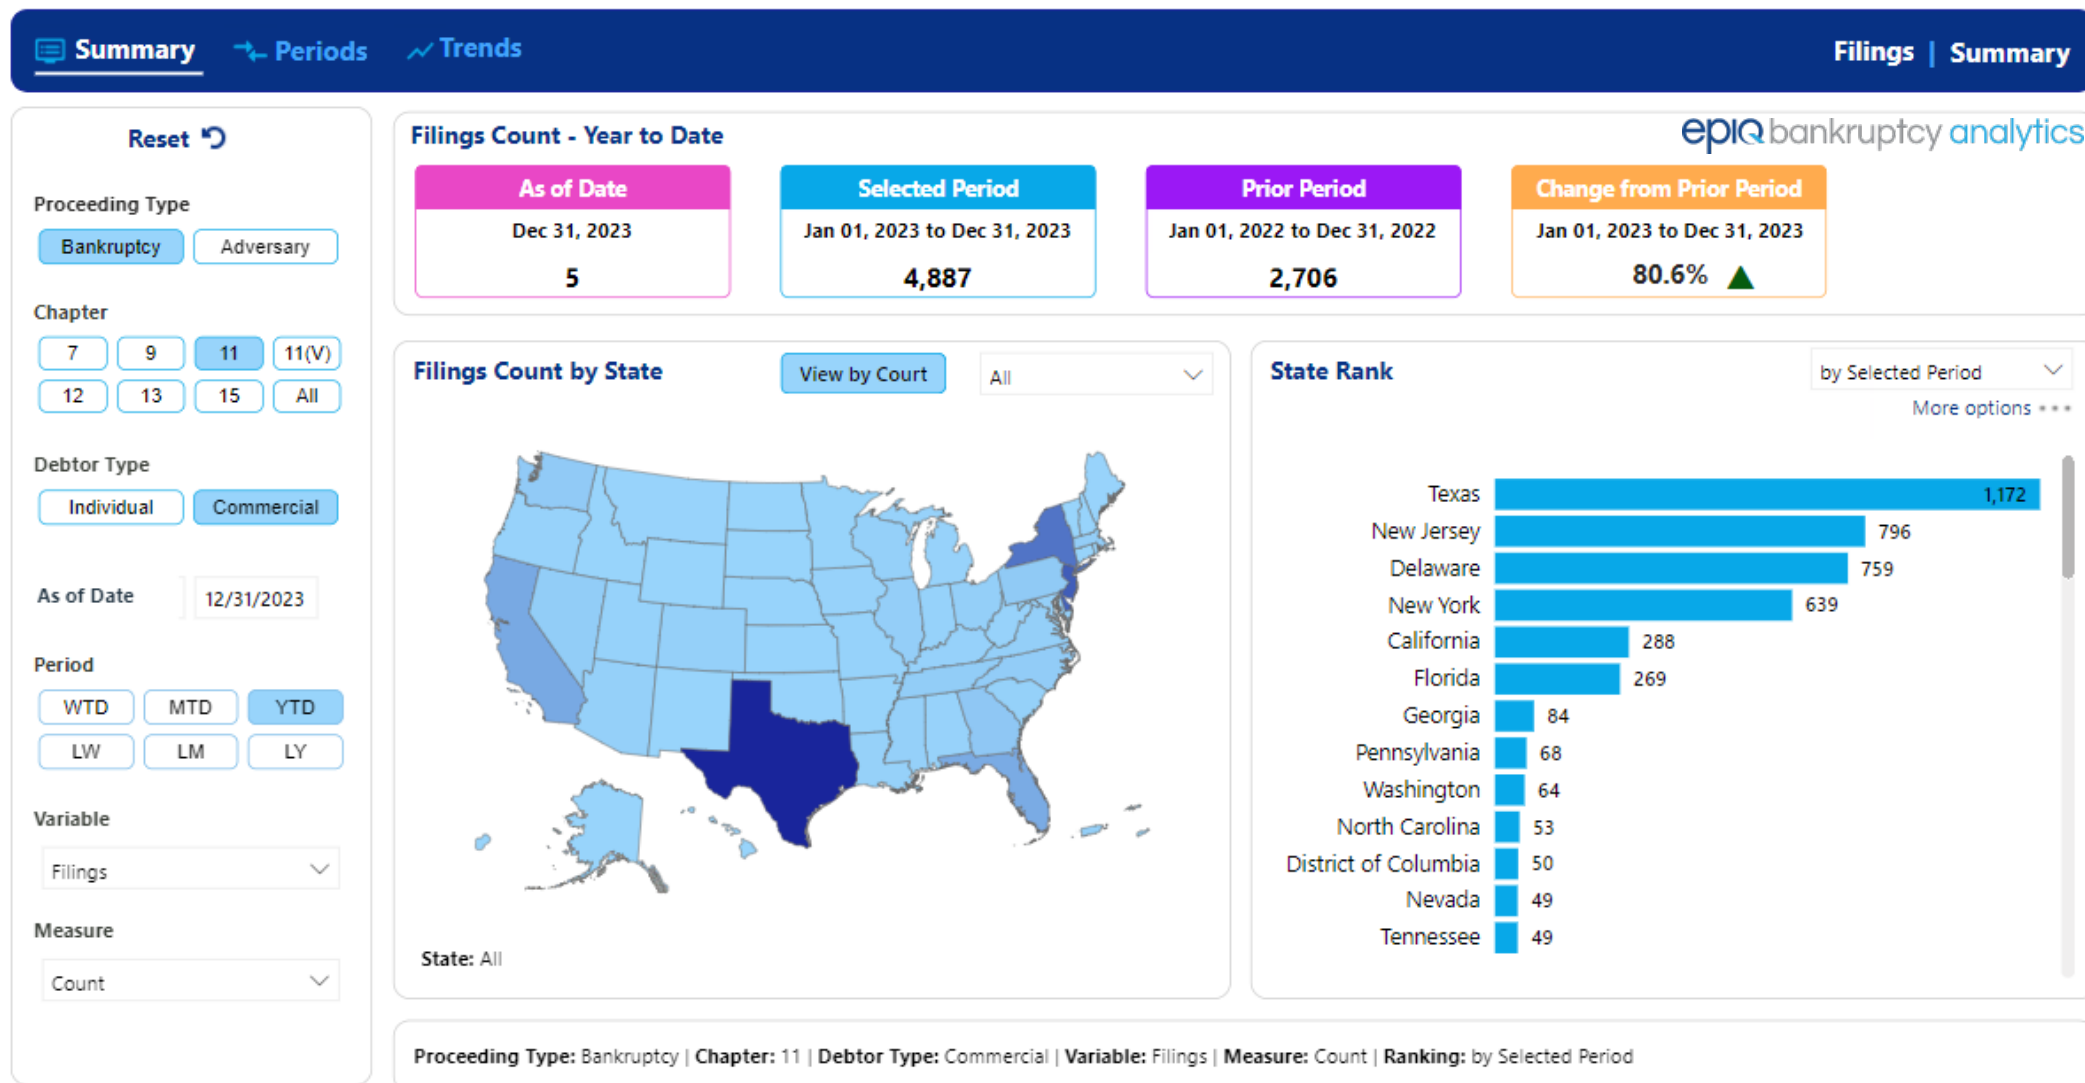 Summary Periods Trends Filings | Summary
Reset
Proceeding Type
Bankruptcy Adversary
Chapter
7 9 11 11(V)
12 13 15 All
Debtor Type
Individual Commercial
As of Date 12/31/2023
Period
WTD MTD YTD
LW LM LY
Variable
Filings
Measure
Count
Filings Count - Year to Date
epiq bankruptcy analytics
As of Date
Dec 31, 2023
5
Selected Period
Jan 01, 2023 to Dec 31, 2023
4,887
Prior Period
Jan 01, 2022 to Dec 31, 2022
2,706
Change from Prior Period
Jan 01, 2023 to Dec 31, 2023
80.6%
Filings Count by State View by Court All
State: All
State Rank by Selected Period
More options
Texas 1,172
New Jersey 796
Delaware 759
New York 639
California 288
Florida 269
Georgia 84
Pennsylvania 68
Washington 64
North Carolina 53
District of Columbia 50
Nevada 49
Tennessee 49
Proceeding Type: Bankruptcy | Chapter: 11 | Debtor Type: Commercial | Variable: Filings | Measure: Count | Ranking: by Selected Period